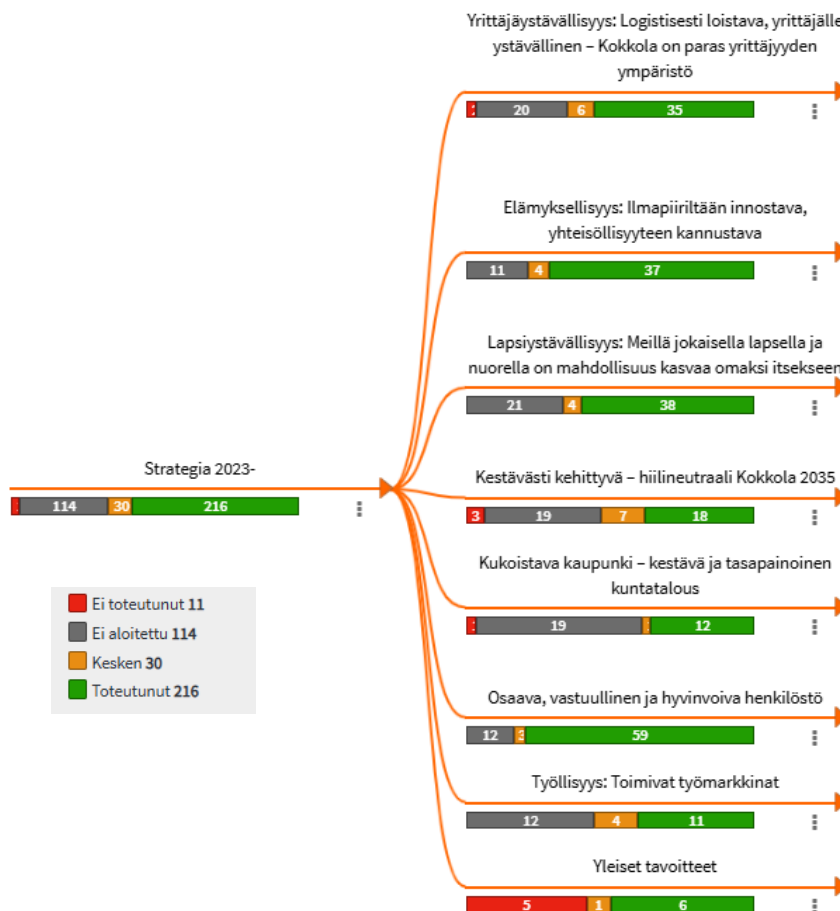 Yrittäjäystävällisyys: Logistisesti loistava, yrittäjälle
ystävällinen – Kokkola on paras yrittäjyyden
ympäristö
20 6 35
Elämyksellisyys: Ilmapiiriltään innostava,
yhteisöllisyyteen kannustava
11 4 37
Lapsiystävällisyys: Meillä jokaisella lapsella ja
nuorella on mahdollisuus kasvaa omaksi itsekseen
21 4 38
Strategia 2023-
114 30 216
Kestävästi kehittyvä – hiilineutraali Kokkola 2035
3 19 7 18
Kukoistava kaupunki – kestävä ja tasapainoinen
kuntatalous
19 12
Ei toteutunut 11
Ei aloitettu 114
Kesken 30
Toteutunut 216
Osaava, vastuullinen ja hyvinvoiva henkilöstö
12 3 59
Työllisyys: Toimivat työmarkkinat
12 4 11
Yleiset tavoitteet
5 1 6